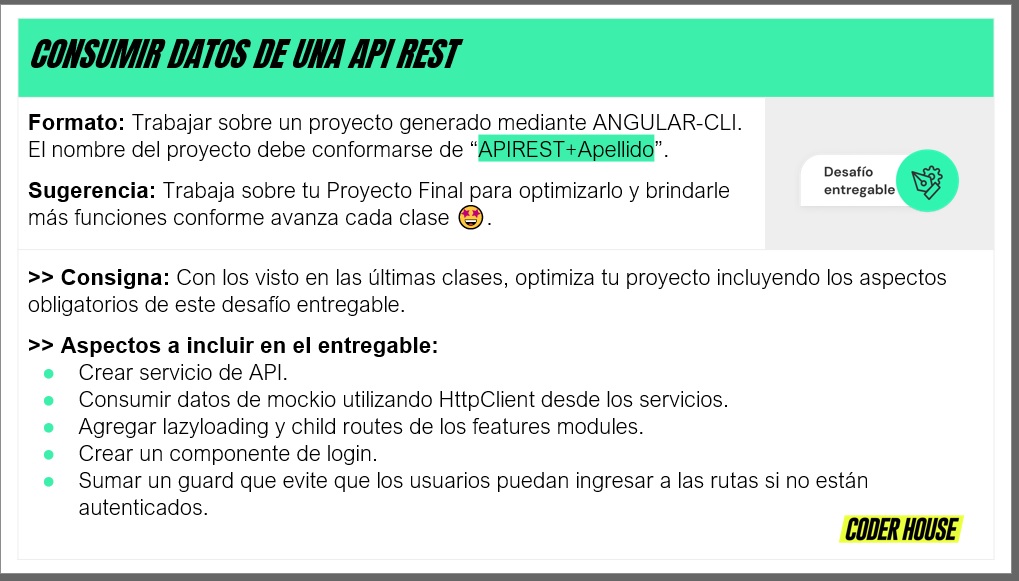 CONSUMIR DATOS DE UNA API REST
Formato: Trabajar sobre un proyecto generado mediante ANGULAR-CLI.
El nombre del proyecto debe conformarse de “APIREST+Apellido”.
Sugerencia: Trabaja sobre tu Proyecto Final para optimizarlo y brindarle
más funciones conforme avanza cada clase 🤩.
Desafío
entregable
>> Consigna: Con los visto en las últimas clases, optimiza tu proyecto incluyendo los aspectos
obligatorios de este desafío entregable.
>> Aspectos a incluir en el entregable:
● Crear servicio de API.
● Consumir datos de mockio utilizando HttpClient desde los servicios.
● Agregar lazyloading y child routes de los features modules.
● Crear un componente de login.
● Sumar un guard que evite que los usuarios puedan ingresar a las rutas si no están
autenticados.
CODER HOUSE